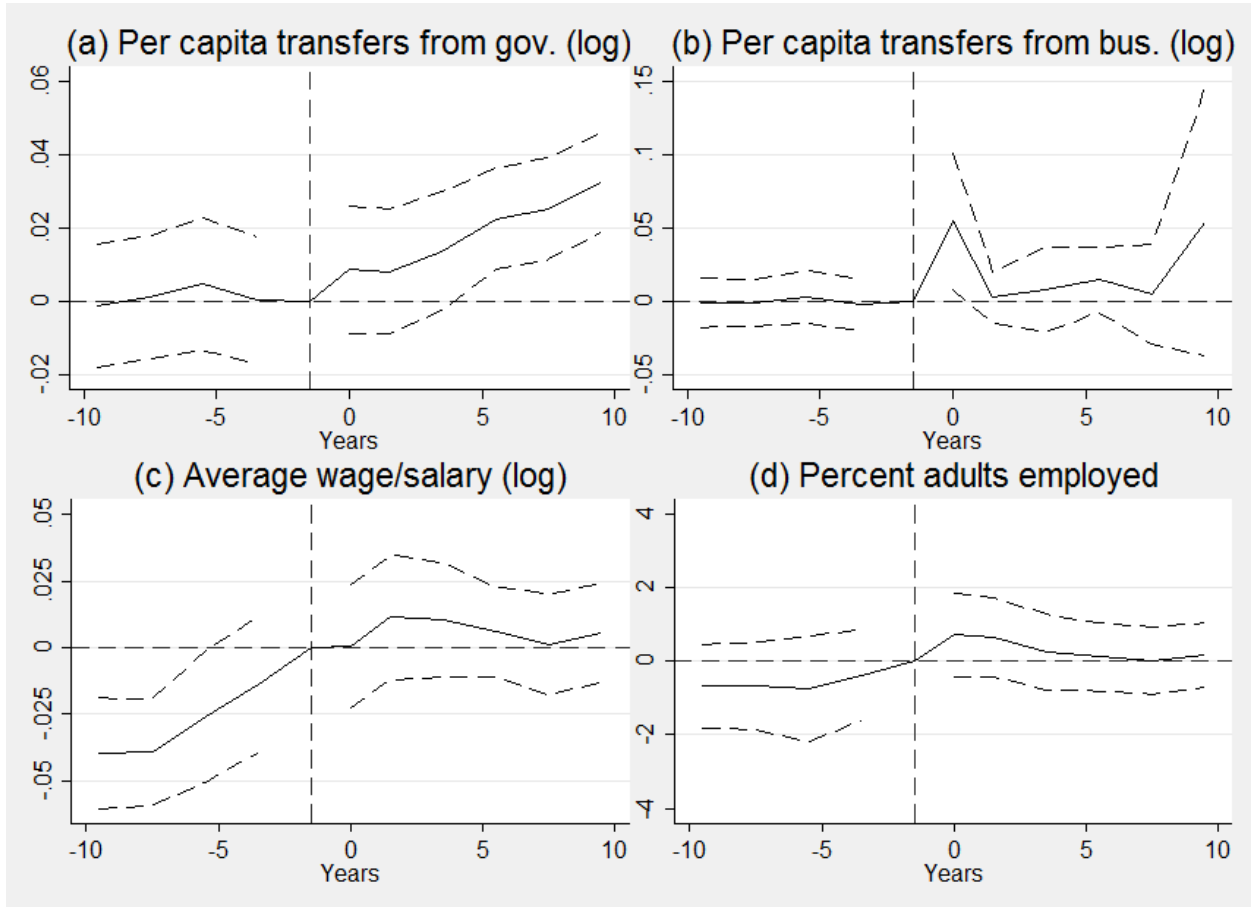 (a) Per capita transfers from gov. (log)
.06
.04
.02
0
-.02
-10 -5 0 5 10
Years
(b) Per capita transfers from bus. (log)
.15
.1
.05
0
-.05
-10 -5 0 5 10
Years
(c) Average wage/salary (log)
.05
.025
0
-.025
-.05
-10 -5 0 5 10
Years
(d) Percent adults employed
4
2
0
-2
-4
-10 -5 0 5 10
Years